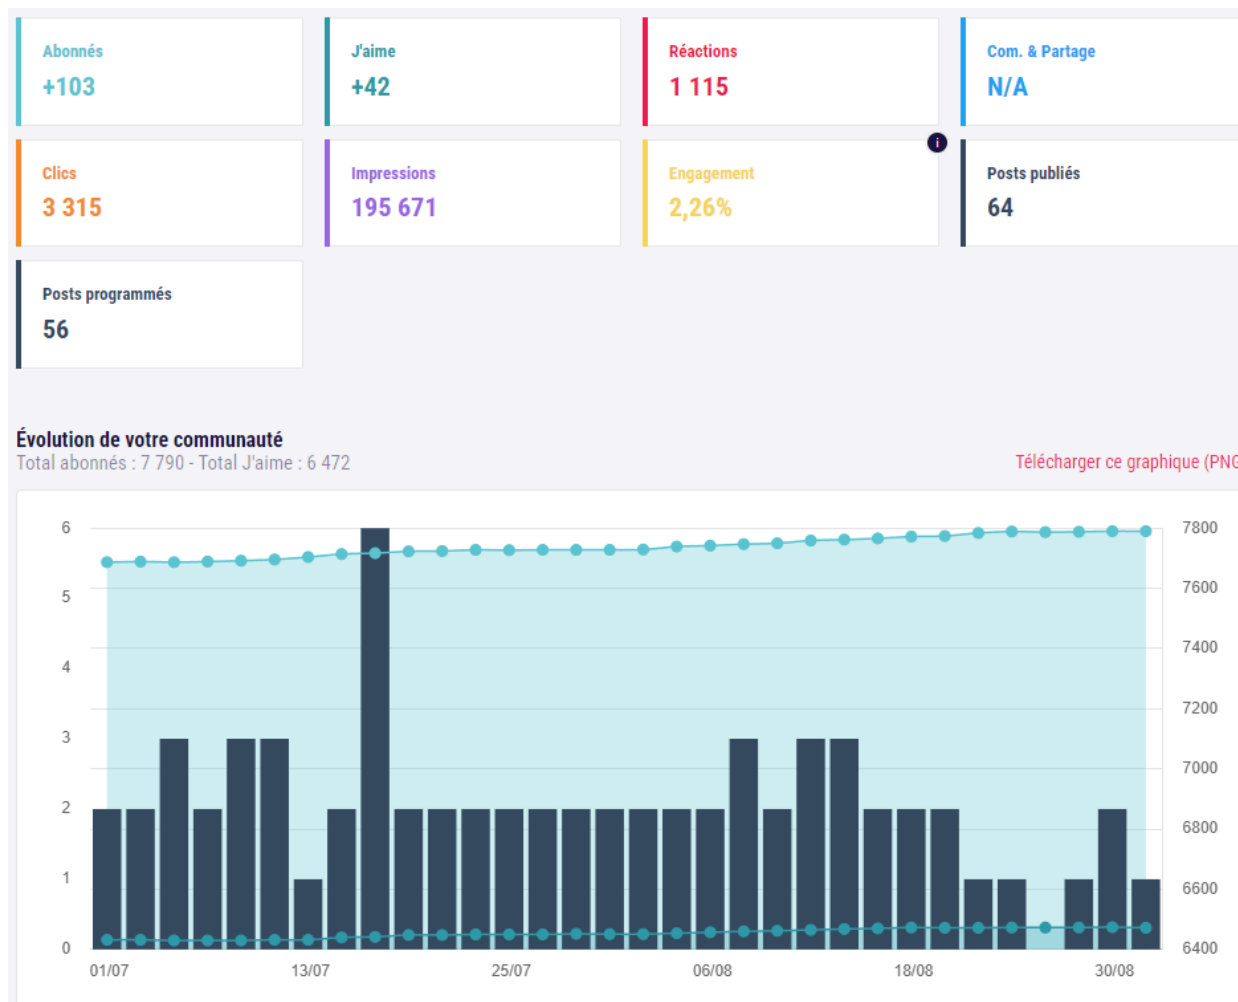 Abonnés
+103
J'aime
+42
Réactions
1 115
Com. & Partage
N/A
Clics
3 315
Impressions
195 671
i
Engagement
2,26%
Posts publiés
64
Posts programmés
56
Évolution de votre communauté
Total abonnés : 7 790 - Total J'aime : 6 472
Télécharger ce graphique (PNG
6
5
4
3
2
1
0
7800
7600
7400
7200
7000
6800
6600
6400
01/07
13/07
25/07
06/08
18/08
30/08